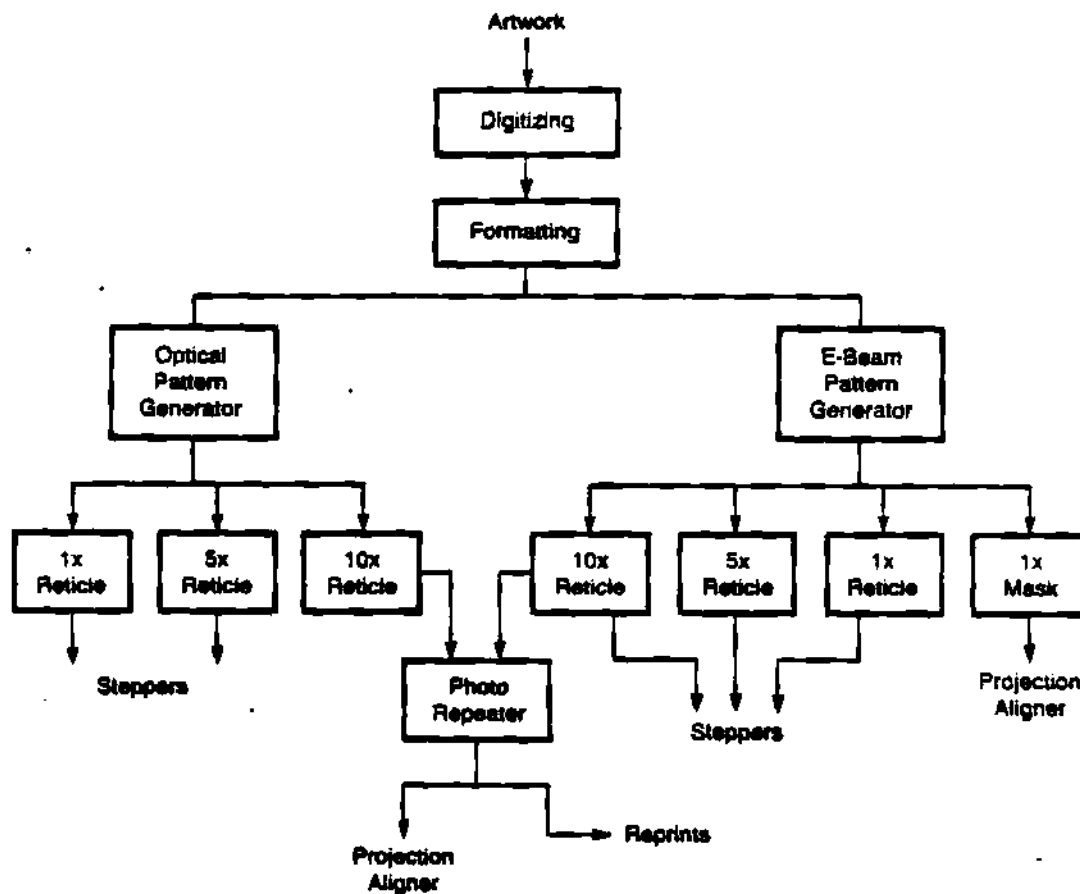 Artwork
Digitizing
Formatting
Optical
Pattern
Generator
E-Beam
Pattern
Generator
1x
Reticle
5x
Reticle
10x
Reticle
10x
Reticle
5x
Reticle
1x
Reticle
1x
Mask
Steppers
Photo
Repeater
Steppers
Projection
Aligner
Projection
Aligner
Reprints